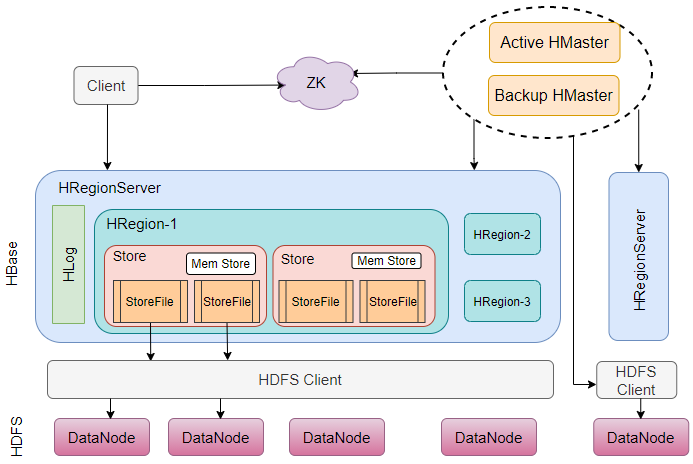 Active HMaster
Client
ZK
Backup HMaster
HRegionServer
HBase
HLog
HRegion-1
Store
Mem Store
StoreFile
StoreFile
Store
Mem Store
StoreFile
StoreFile
HRegion-2
HRegion-3
HRegionServer
HDFS Client
HDFS
Client
HDFS
DataNode
DataNode
DataNode
DataNode
DataNode